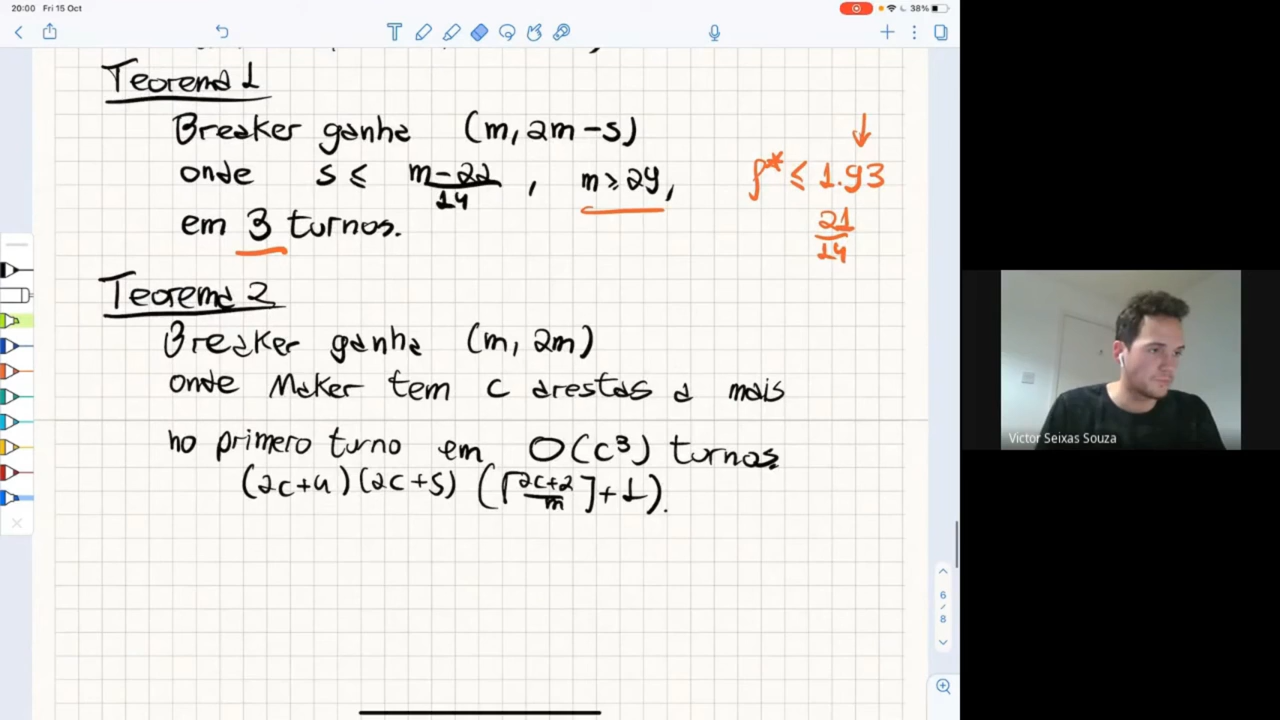 20:00 Fri 15 Oct
38%
Teorema 1
Breaker ganha (m, 2m-s)
onde s ≤ m-22/14, m ≥ 24,
em 3 turnos.
ρ* ≤ 1.93
21/14
Teorema 2
Breaker ganha (m, 2m)
onde Maker tem c arestas a mais
no primero turno em O(c³) turnos
(2c+4)(2c+5)(⌈2c+2/m⌉+1).
6
/
8
Victor Seixas Souza